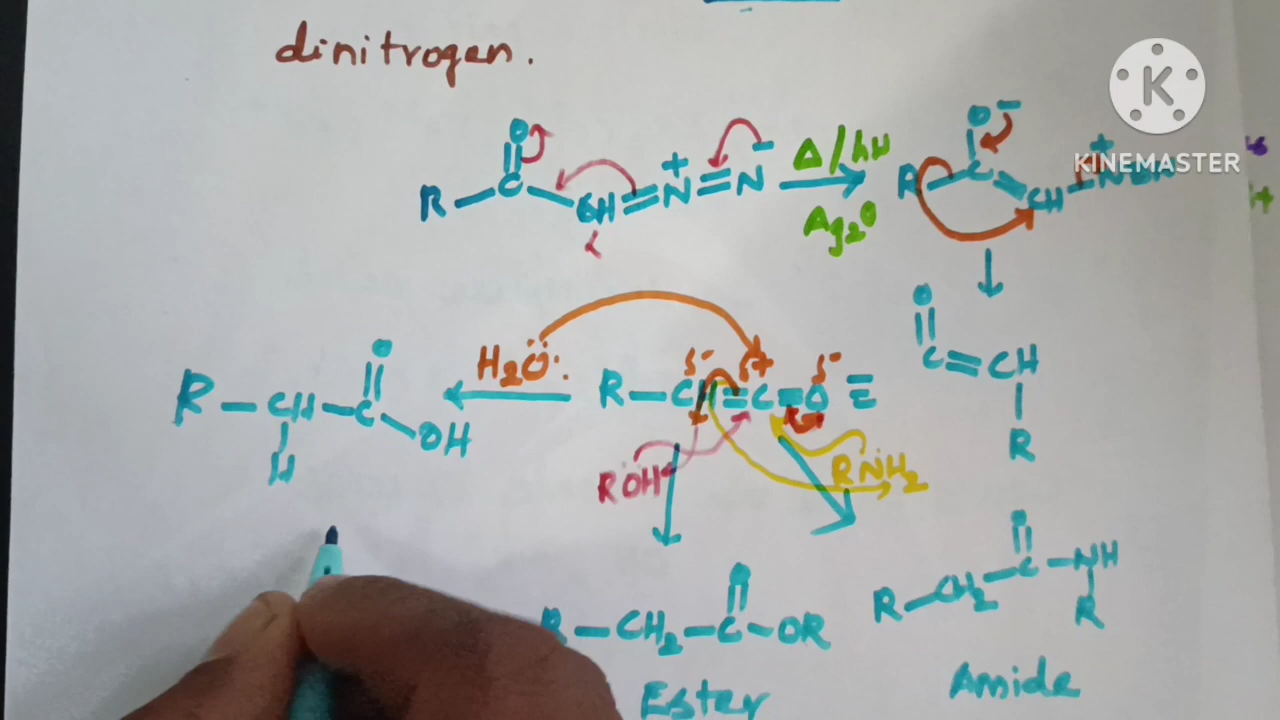 dinitrogen.
K
KINEMASTER
O
R C CH N + N −
α
Δ/hν
Ag2O
O −
R C CH N +
O
C CH
R
H2O
R CH C O
δ− δ+ δ−
R CH C OH
O
H
ROH
RNH2
R CH2 C OR
O
Ester
R CH2 C NH
O
R
Amide